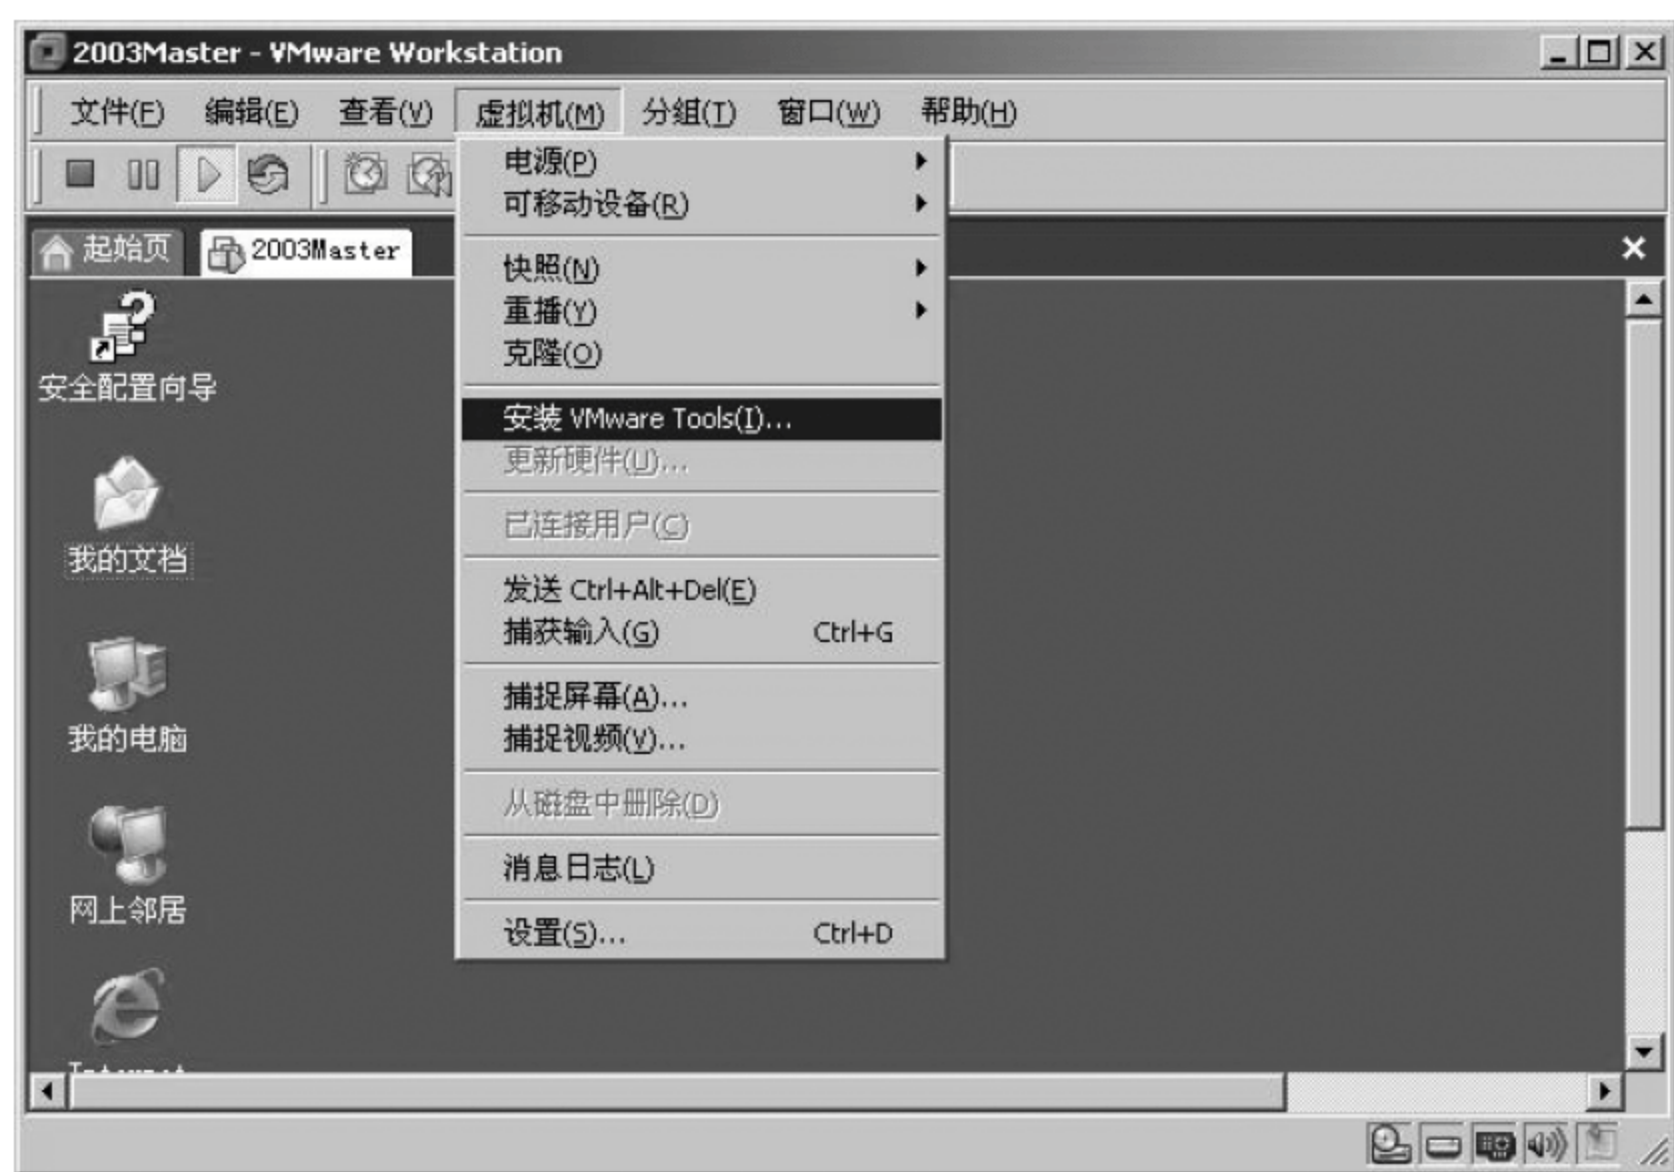 2003Master - VMware Workstation
文件(F) 编辑(E) 查看(V) 虚拟机(M) 分组(T) 窗口(W) 帮助(H)
起始页 2003Master
电源(P)
可移动设备(R)
快照(N)
重播(Y)
克隆(O)
安装 VMware Tools(I)...
更新硬件(U)...
已连接用户(C)
发送 Ctrl+Alt+Del(E)
捕获输入(G) Ctrl+G
捕捉屏幕(A)...
捕捉视频(V)...
从磁盘中删除(D)
消息日志(L)
设置(S)... Ctrl+D
安全配置向导
我的文档
我的电脑
网上邻居
Internet